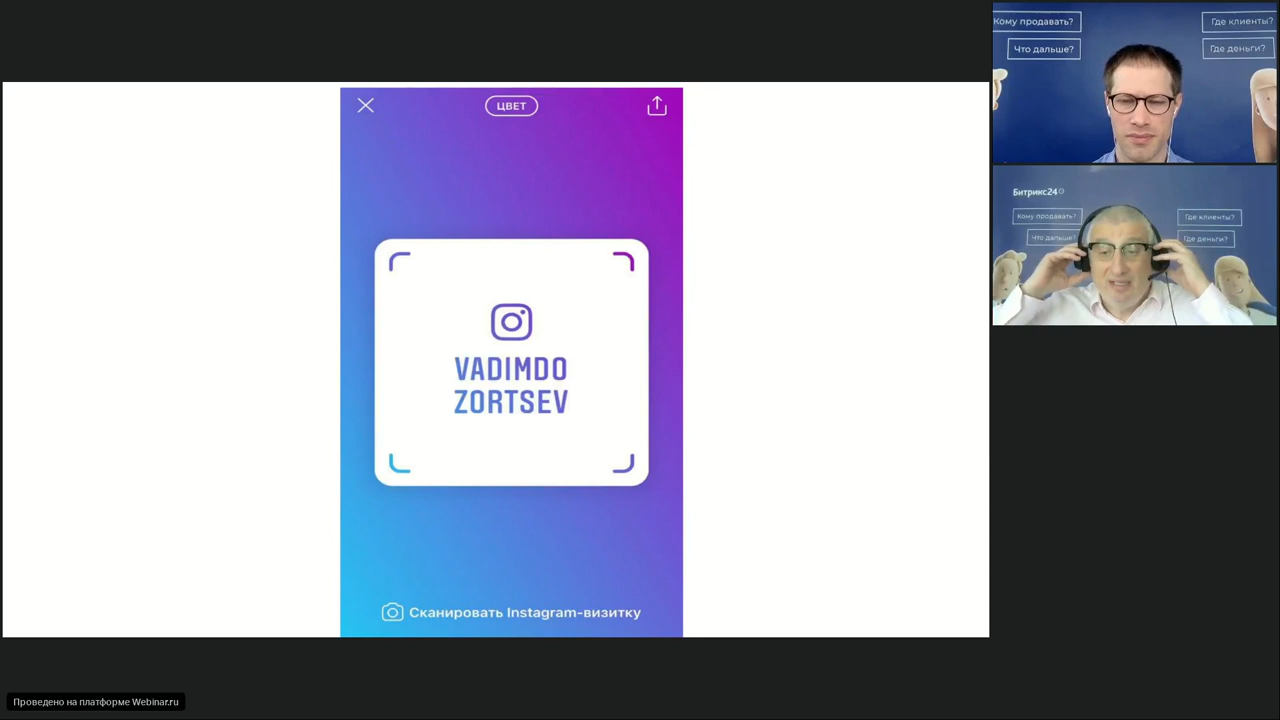 ЦВЕТ
VADIMDO
ZORTSEV
Сканировать Instagram-визитку
Кому продавать?
Где клиенты?
Что дальше?
Где деньги?
Битрикс24
Кому продавать?
Где клиенты?
Что дальше?
Где деньги?
Проведено на платформе Webinar.ru